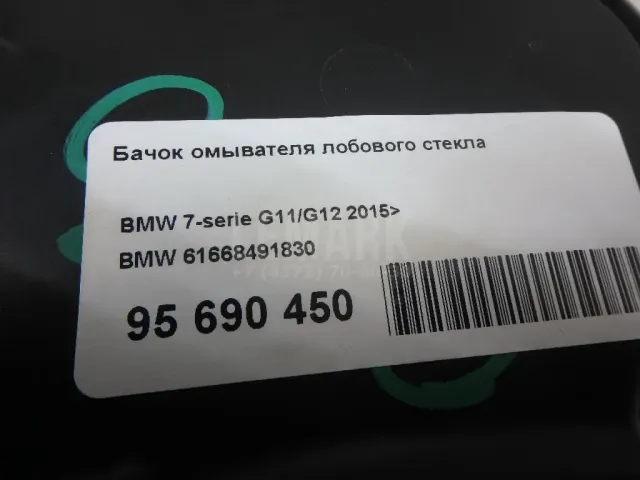 Бачок омывателя лобового стекла
BMW 7-serie G11/G12 2015>
BMW 61668491830
95 690 450